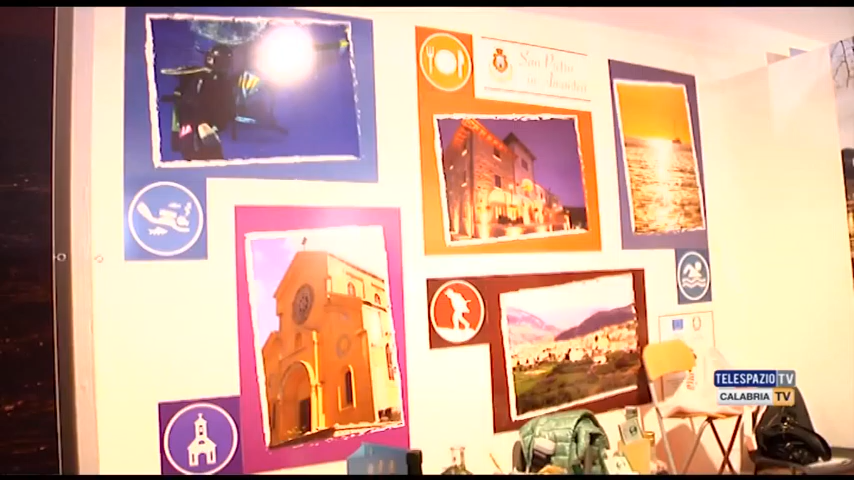 San Pietro
in Amantea
TELESPAZIO TV
CALABRIA TV